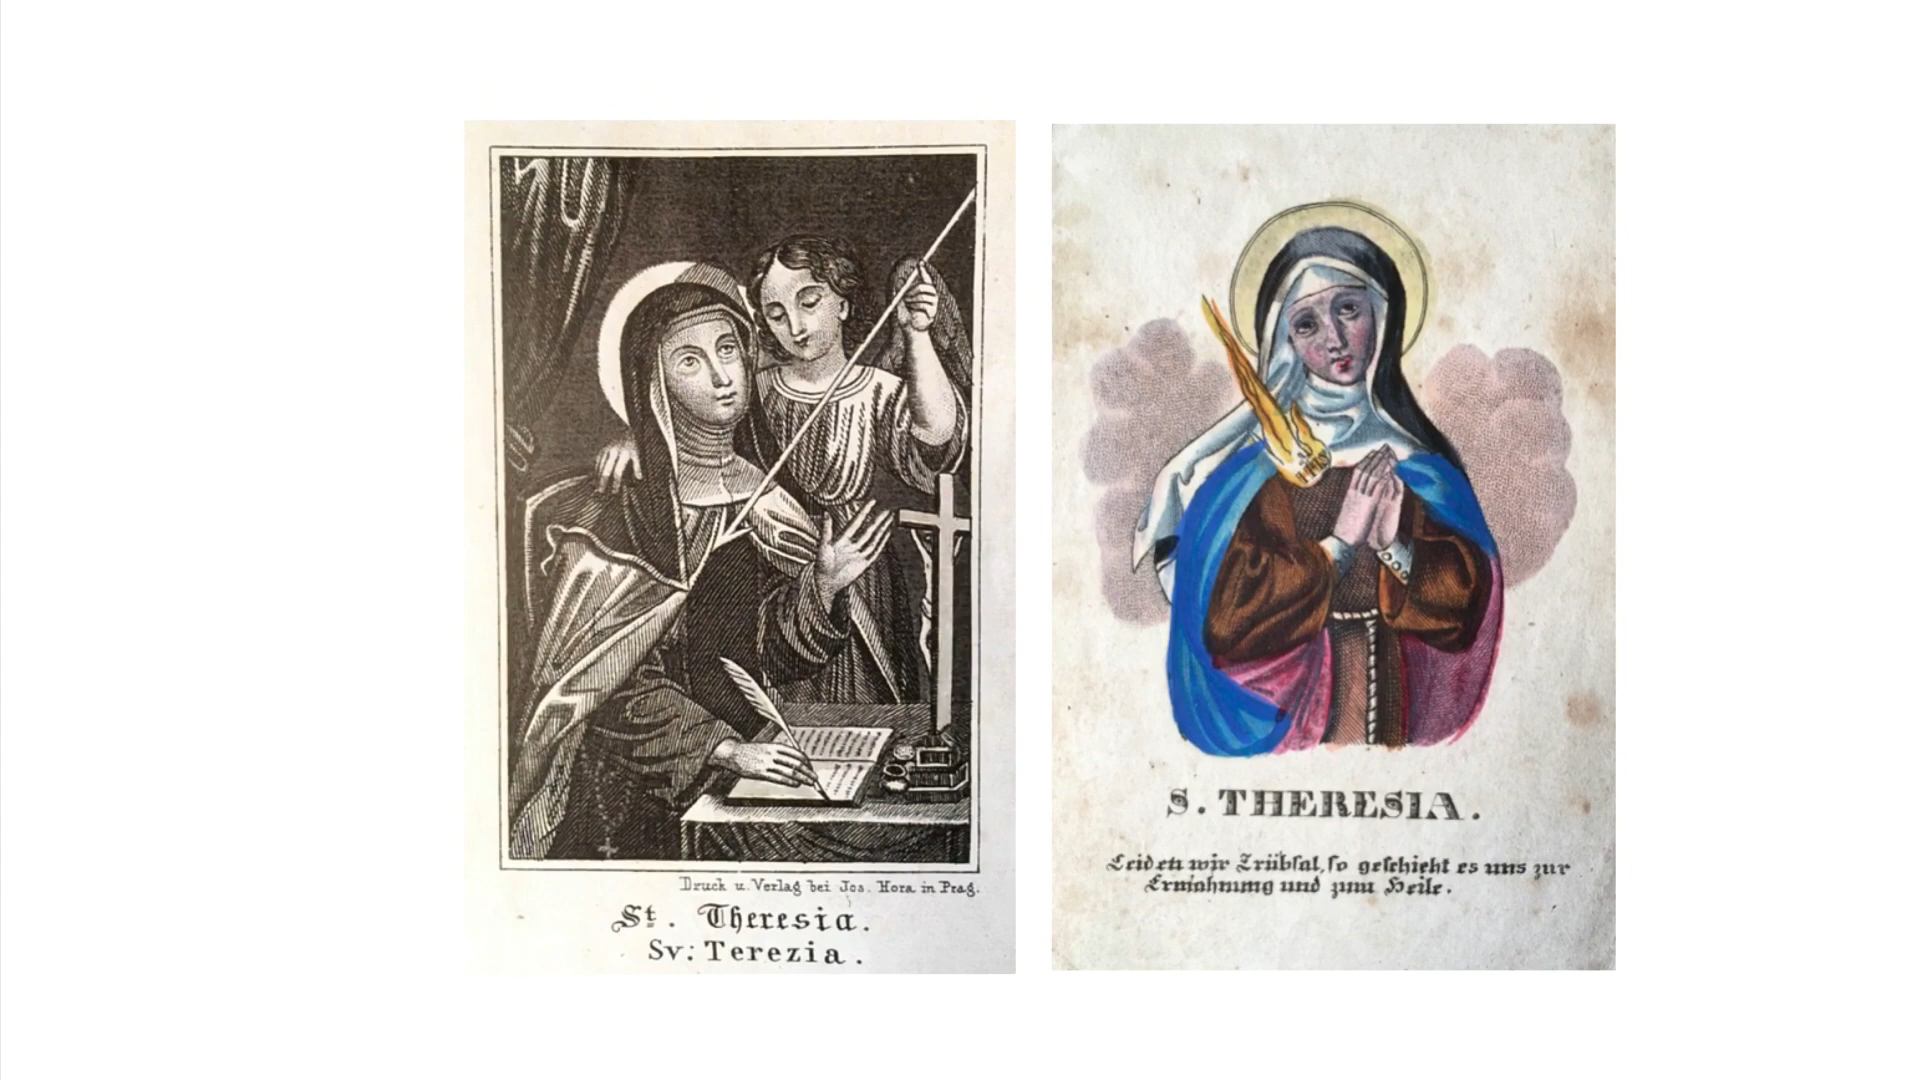 Druck u. Verlag bei Jos. Hora in Prag.
St. Theresia.
Sv: Terezia.
IHS
S. THERESIA.
Leiden wir Trübsal, so geschieht es uns zur
Ermahnung und zum Heile.